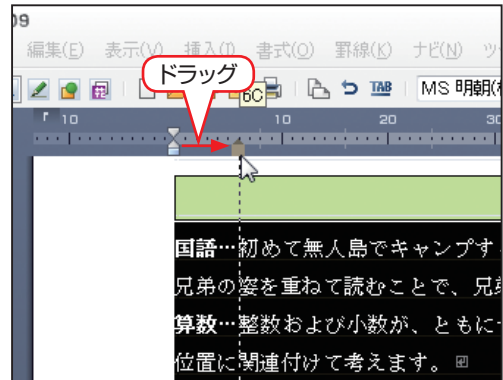 09
編集(E) 表示(V) 挿入(I) 書式(O) 罫線(K) ナビ(N)
ドラッグ
6C
TAB MS 明朝
10 10 20 30
国語…初めて無人島でキャンプす
兄弟の姿を重ねて読むことで、兄
算数…整数および小数が、ともに
位置に関連付けて考えます。